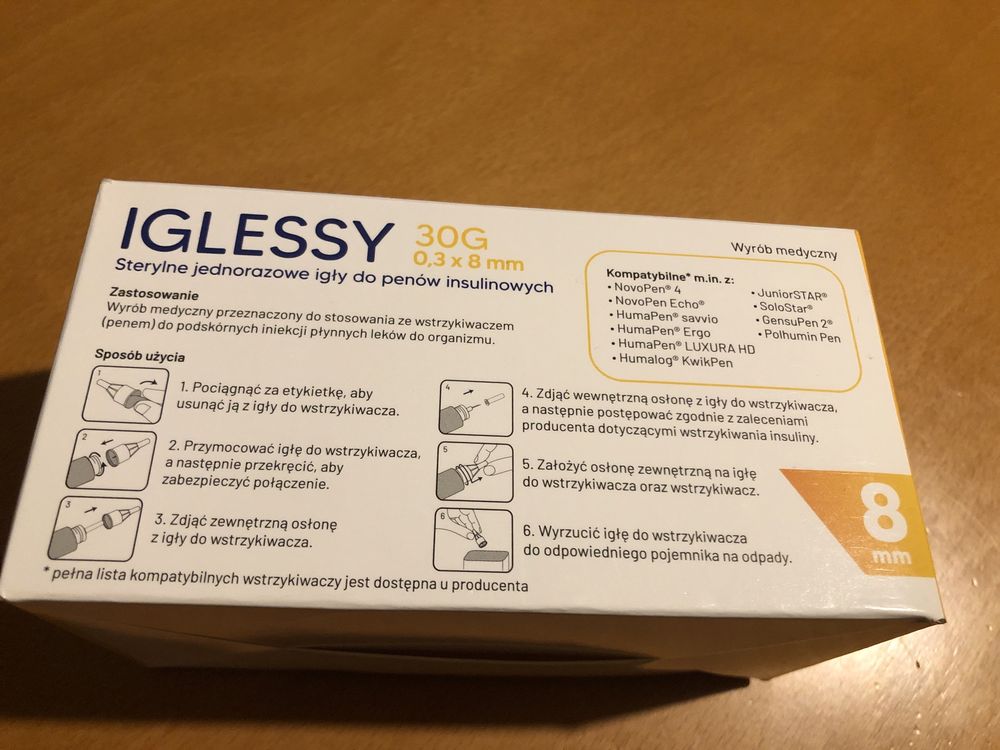 IGLESSY 30G
0,3 x 8 mm
Sterylne jednorazowe igły do penów insulinowych
Wyrób medyczny
Zastosowanie
Wyrób medyczny przeznaczony do stosowania ze wstrzykiwaczem
(penem) do podskórnych iniekcji płynnych leków do organizmu.
Kompatybilne* m.in. z:
• NovoPen® 4
• NovoPen Echo®
• HumaPen® savvio
• HumaPen® Ergo
• HumaPen® LUXURA HD
• Humalog® KwikPen
• JuniorSTAR®
• SoloStar®
• GensuPen 2®
• Polhumin Pen
Sposób użycia
1
1. Pociągnąć za etykietkę, aby
usunąć ją z igły do wstrzykiwacza.
2
2. Przymocować igłę do wstrzykiwacza,
a następnie przekręcić, aby
zabezpieczyć połączenie.
3
3. Zdjąć zewnętrzną osłonę
z igły do wstrzykiwacza.
4
4. Zdjąć wewnętrzną osłonę z igły do wstrzykiwacza,
a następnie postępować zgodnie z zaleceniami
producenta dotyczącymi wstrzykiwania insuliny.
5
5. Założyć osłonę zewnętrzną na igłę
do wstrzykiwacza oraz wstrzykiwacz.
6
6. Wyrzucić igłę do wstrzykiwacza
do odpowiedniego pojemnika na odpady.
8
mm
* pełna lista kompatybilnych wstrzykiwaczy jest dostępna u producenta